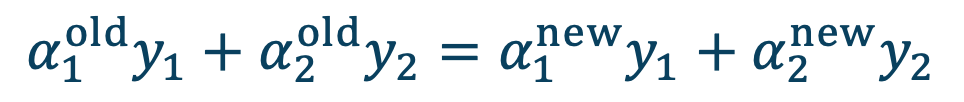 α₁ᵒˡᵈy₁ + α₂ᵒˡᵈy₂ = α₁ⁿᵉʷy₁ + α₂ⁿᵉʷy₂